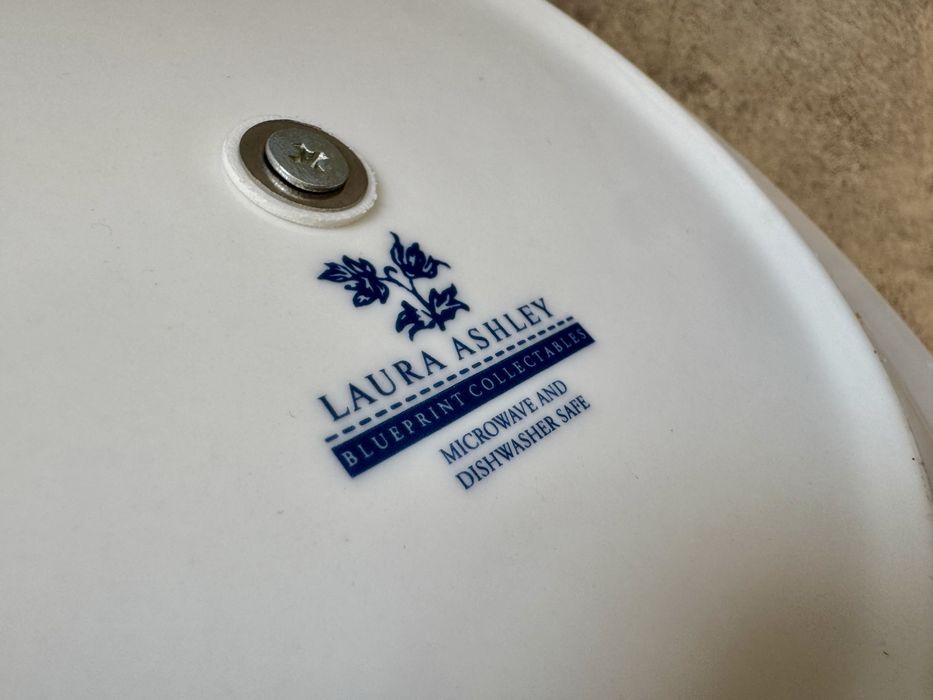 LAURA ASHLEY
BLUEPRINT COLLECTABLES
MICROWAVE AND
DISHWASHER SAFE